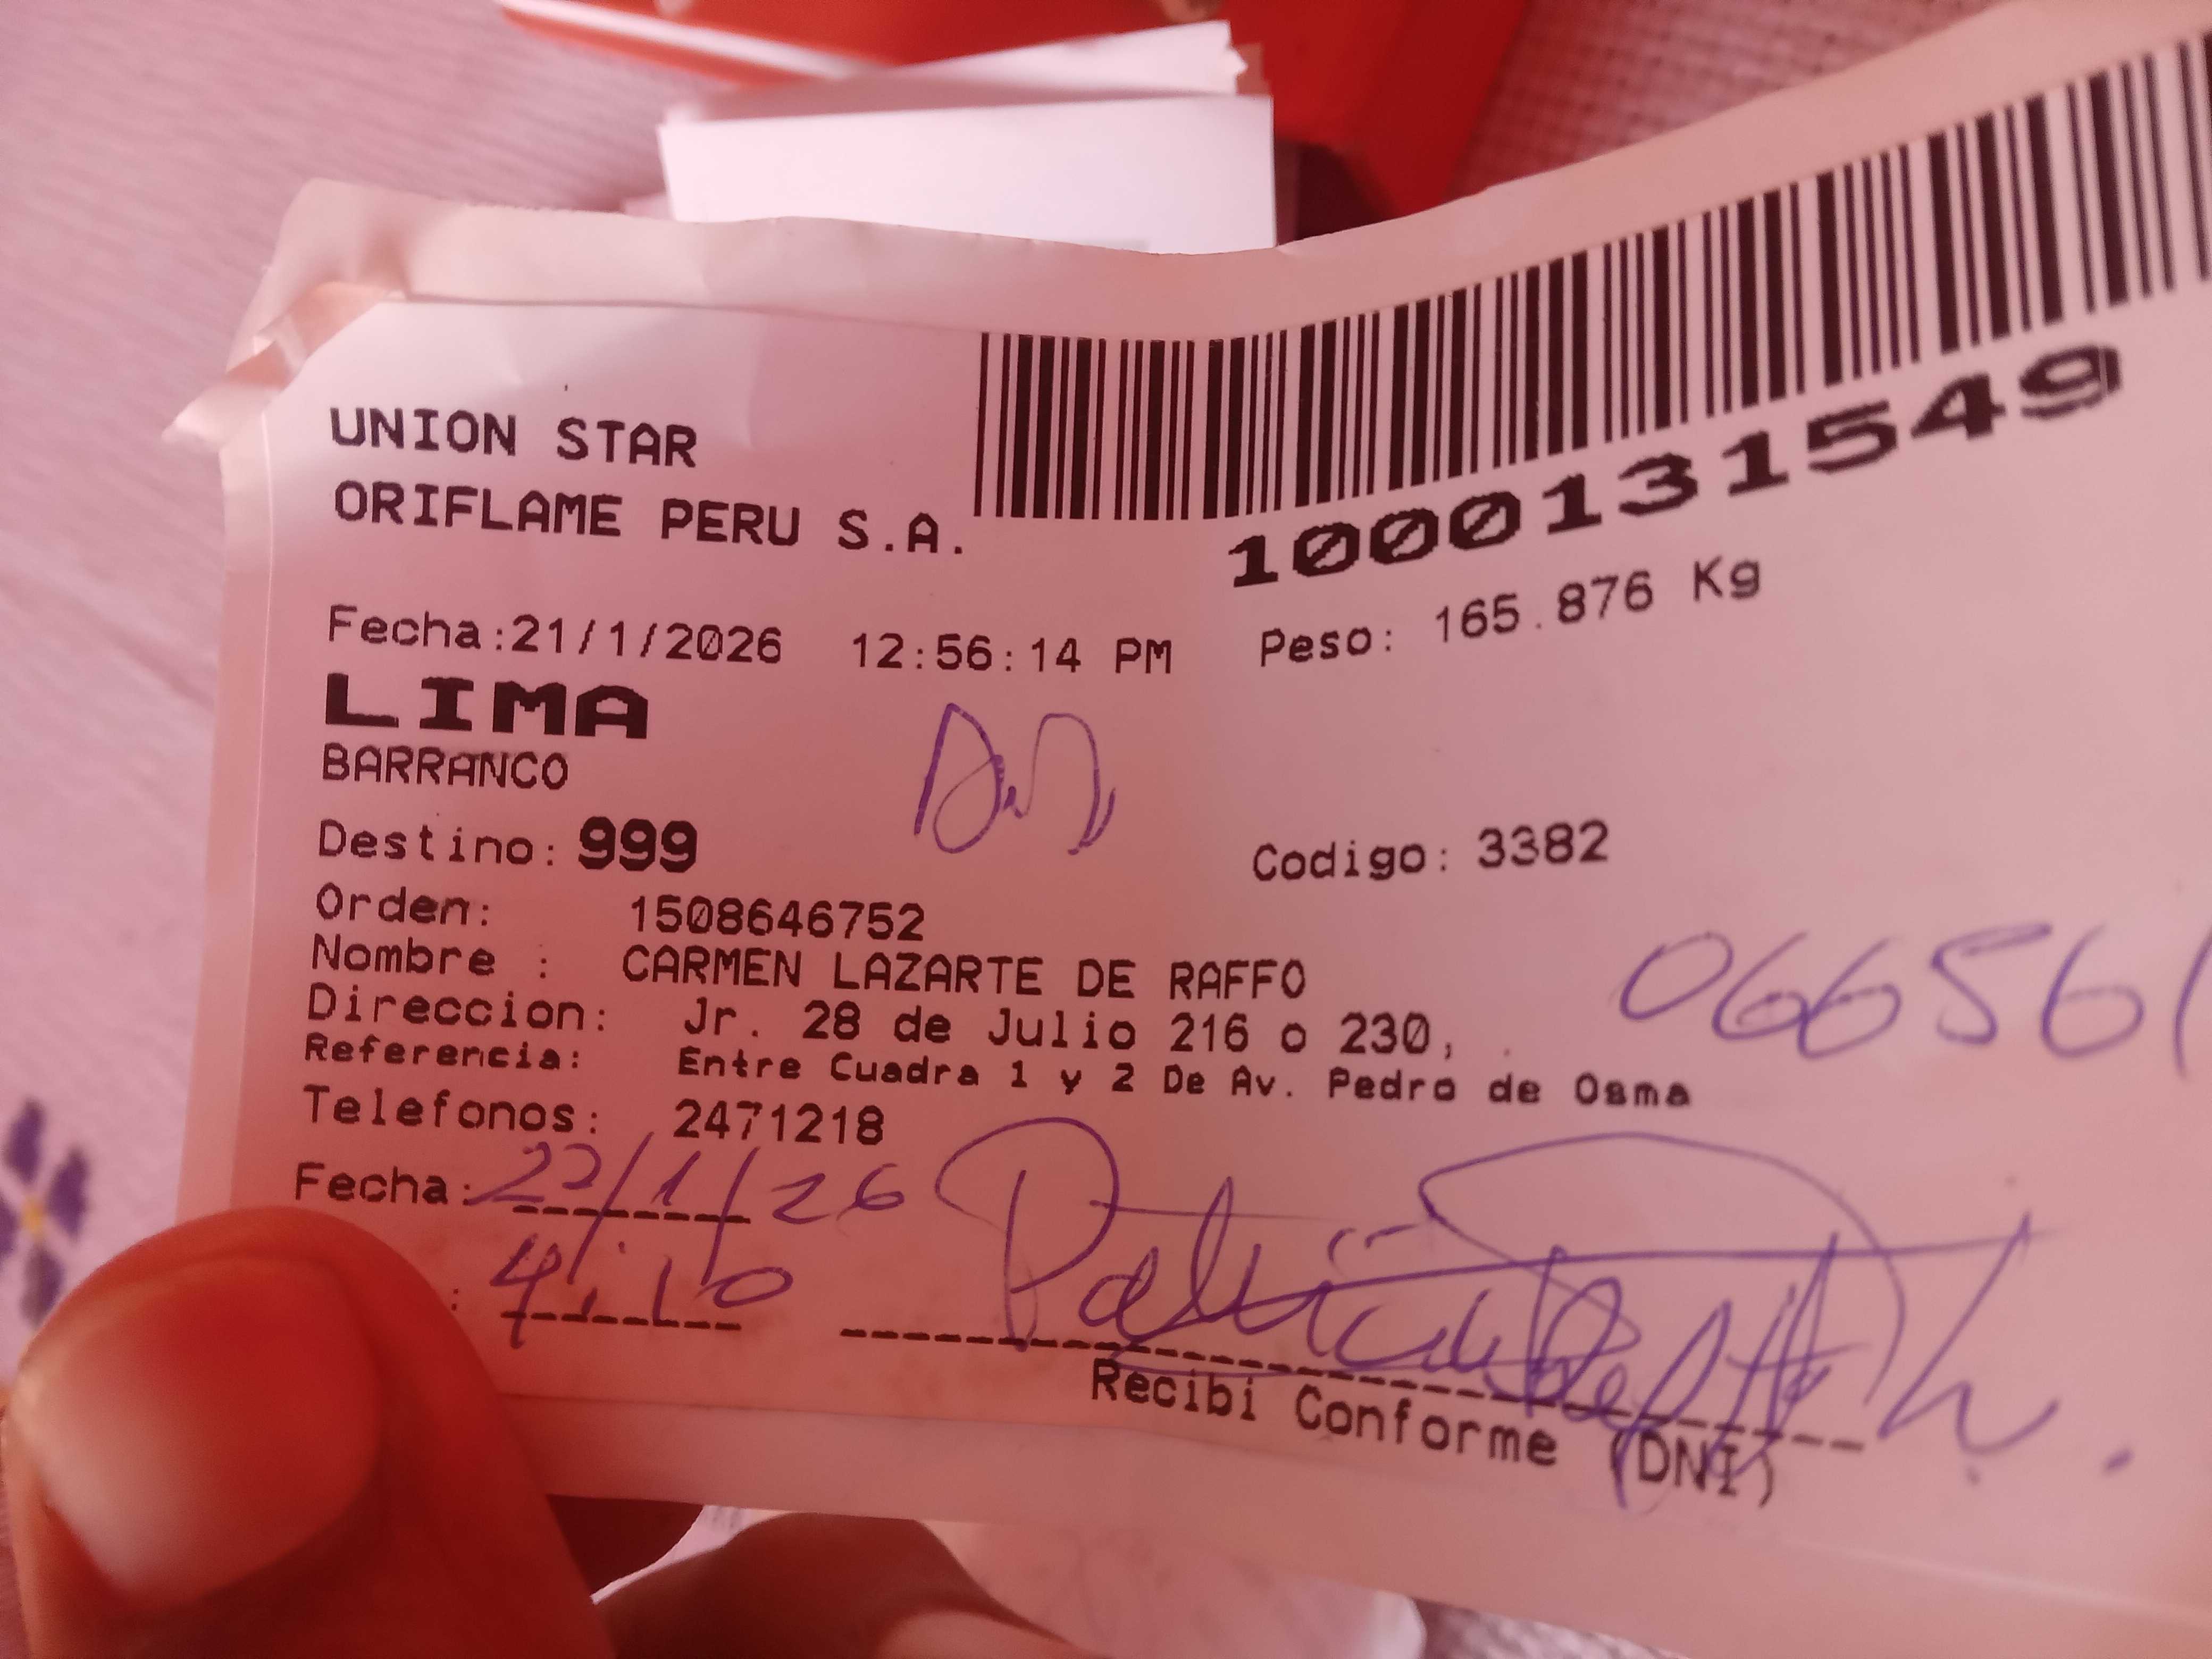 UNION STAR
ORIFLAME PERU S.A.
1000131549
Fecha:21/1/2026 12:56:14 PM Peso: 165.876 Kg
LIMA
BARRANCO
Destino: 999 Codigo: 3382
Orden: 1508646752
Nombre : CARMEN LAZARTE DE RAFFO
066561
Direccion: Jr. 28 de Julio 216 o 230,
Referencia: Entre Cuadra 1 y 2 De Av. Pedro de Osma
Telefonos: 2471218
Fecha: 22/1/26
: 4:10
Recibi Conforme (DNI)